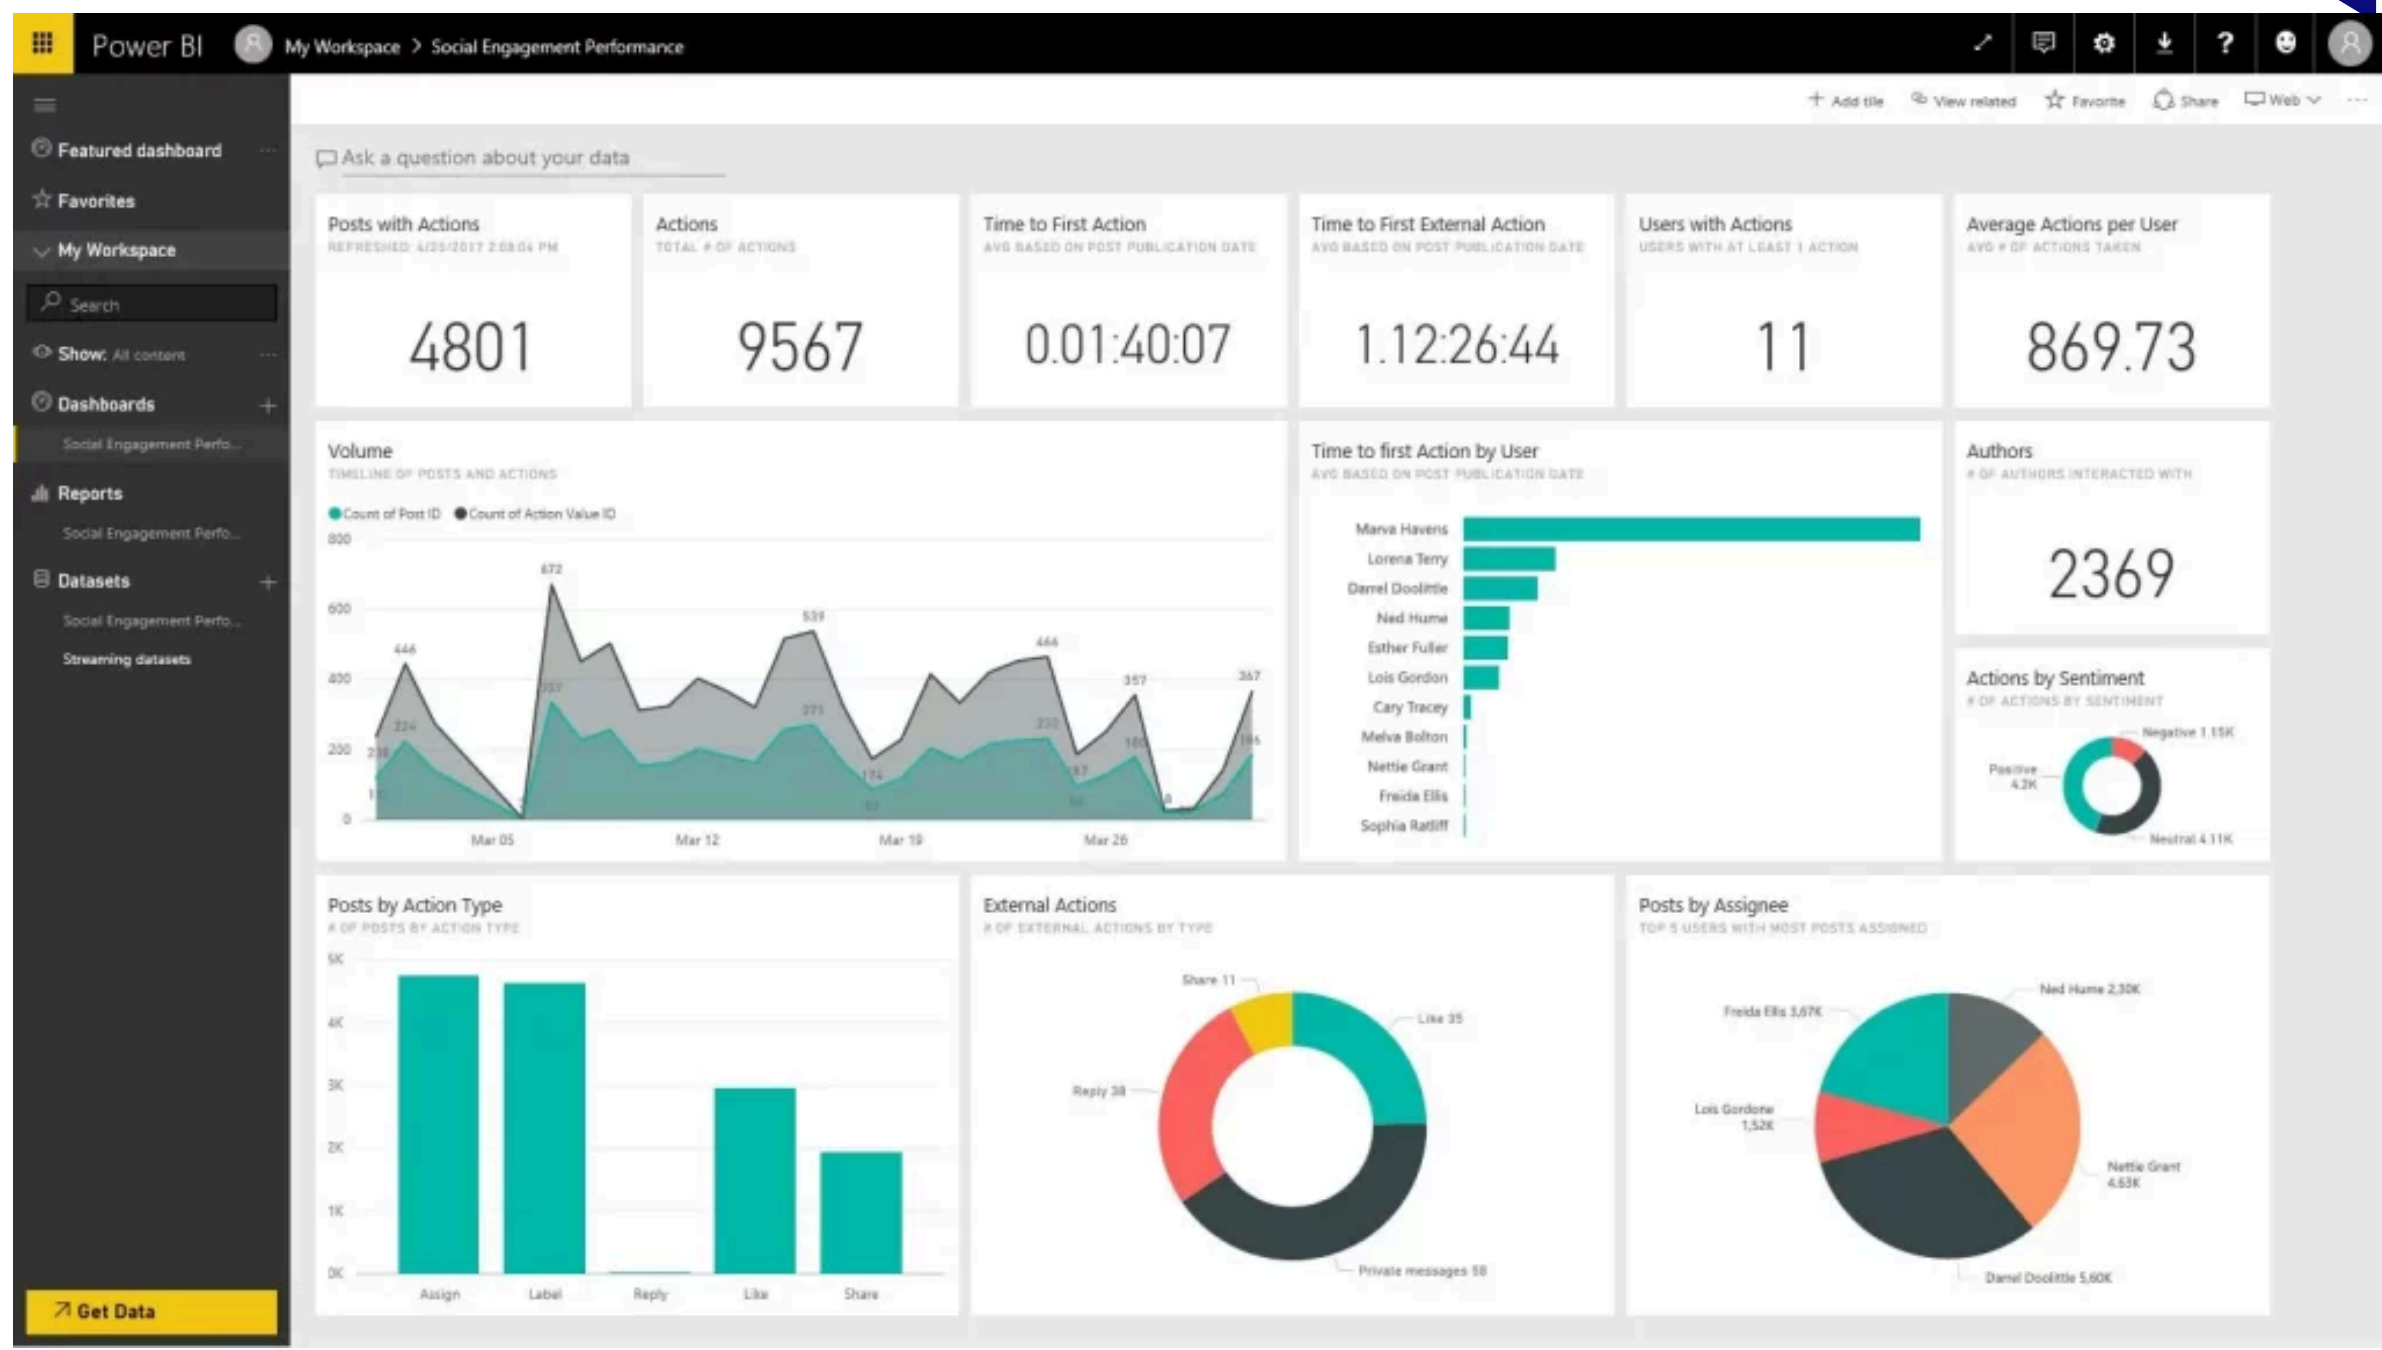 Power BI
My Workspace > Social Engagement Performance
Add tile
View related
Favorite
Share
Web
Featured dashboard
Favorites
My Workspace
Search
Show: All content
Dashboards
Social Engagement Perfo...
Reports
Social Engagement Perfo...
Datasets
Social Engagement Perfo...
Streaming datasets
Get Data
Ask a question about your data
Posts with Actions
REFRESHED: 4/25/2017 2:08:04 PM
4801
Actions
TOTAL # OF ACTIONS
9567
Time to First Action
AVG BASED ON POST PUBLICATION DATE
0.01:40:07
Time to First External Action
AVG BASED ON POST PUBLICATION DATE
1.12:26:44
Users with Actions
USERS WITH AT LEAST 1 ACTION
11
Average Actions per User
AVG # OF ACTIONS TAKEN
869.73
Volume
TIMELINE OF POSTS AND ACTIONS
Count of Post ID
Count of Action Value ID
800
600
400
200
0
446
672
539
466
357
367
224
271
174
Mar 05
Mar 12
Mar 19
Mar 26
Time to first Action by User
AVG BASED ON POST PUBLICATION DATE
Marva Havens
Lorena Terry
Darrel Doolittle
Ned Hume
Esther Fuller
Lois Gordon
Cary Tracey
Melva Bolton
Nettie Grant
Freida Ellis
Sophia Ratliff
Authors
# OF AUTHORS INTERACTED WITH
2369
Actions by Sentiment
# OF ACTIONS BY SENTIMENT
Negative 1.15K
Positive
4.2K
Neutral 4.11K
Posts by Action Type
# OF POSTS BY ACTION TYPE
5K
4K
3K
2K
1K
0K
Assign
Label
Reply
Like
Share
External Actions
# OF EXTERNAL ACTIONS BY TYPE
Share 11
Like 35
Reply 38
Private messages 58
Posts by Assignee
TOP 5 USERS WITH MOST POSTS ASSIGNED
Ned Hume 2,30K
Freida Ellis 3,67K
Lois Gordone
1,52K
Nettie Grant
4,63K
Darrel Doolittle 5,60K